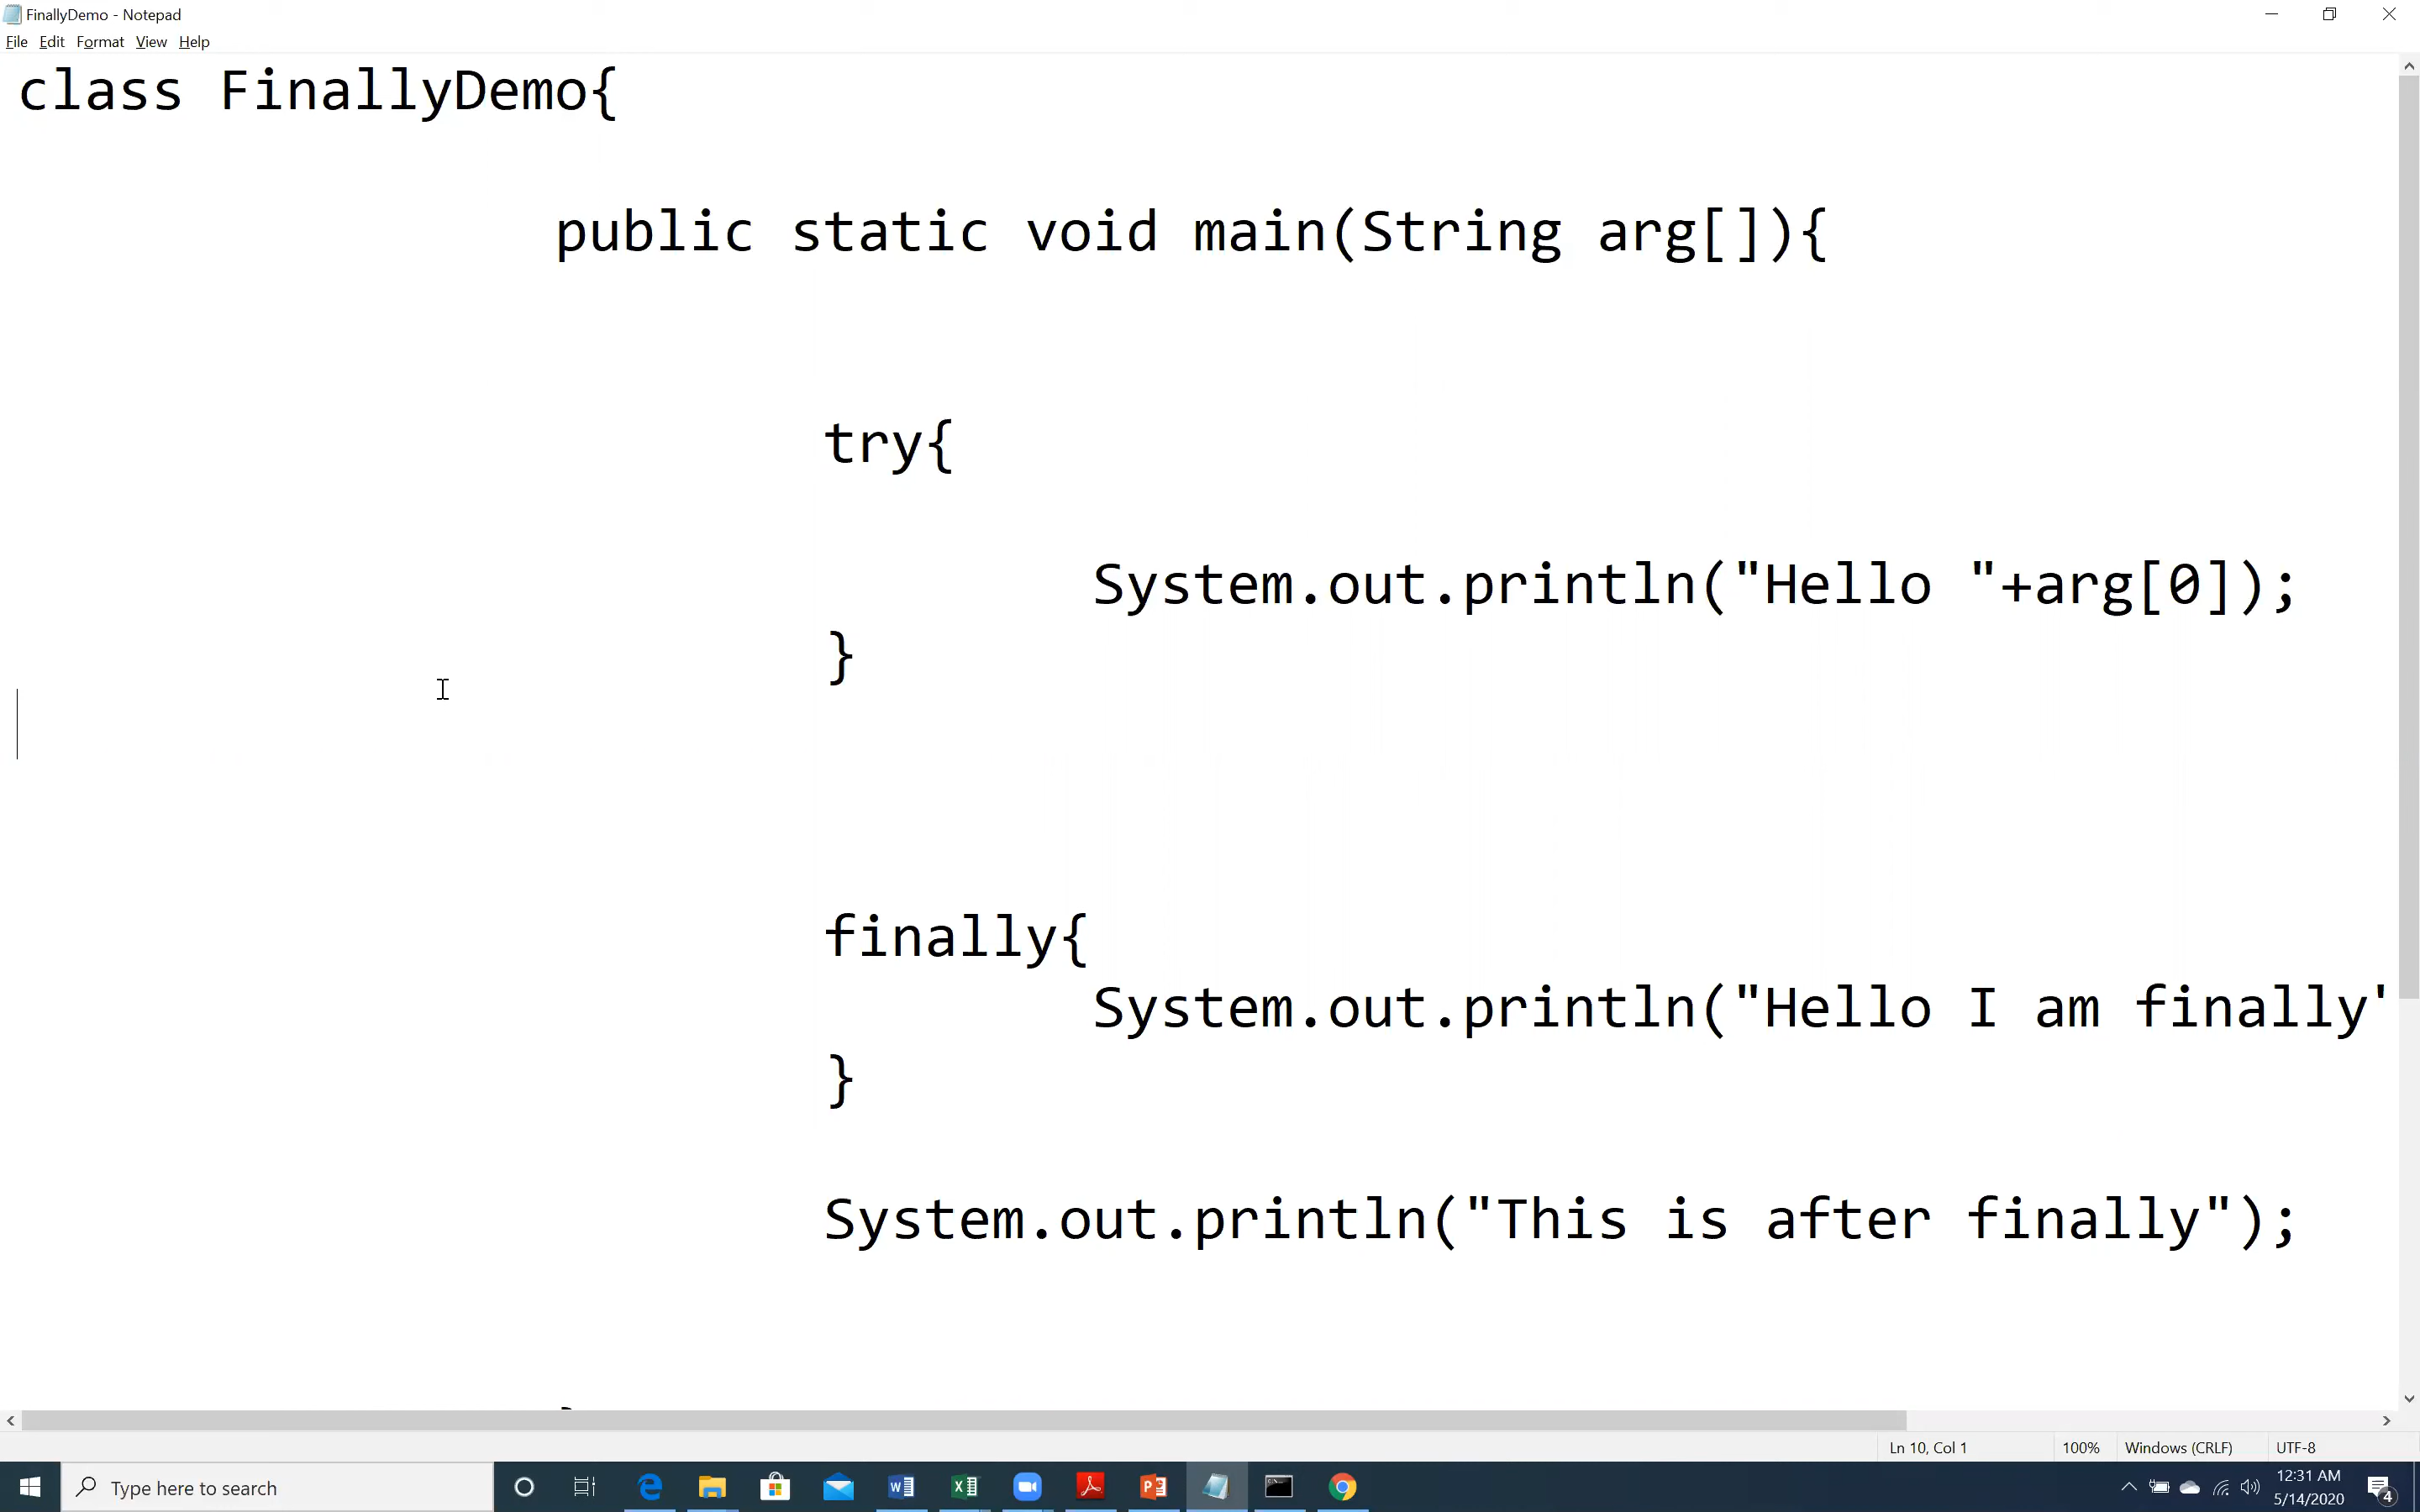 FinallyDemo - Notepad
File Edit Format View Help
class FinallyDemo{
public static void main(String arg[]){
try{
System.out.println("Hello "+arg[0]);
}
finally{
System.out.println("Hello I am finally'
}
System.out.println("This is after finally");
Ln 10, Col 1 100% Windows (CRLF) UTF-8
Type here to search
12:31 AM
5/14/2020
4